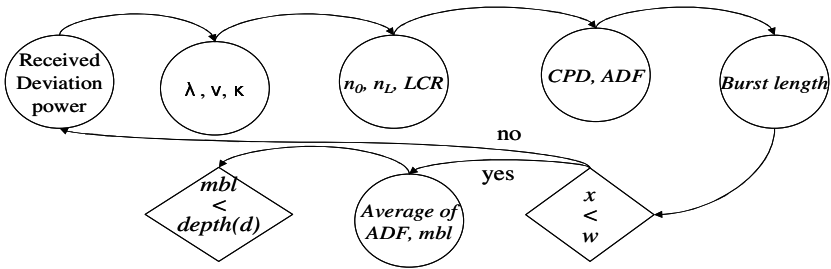 Received
Deviation
power
λ , ν, κ
n0, nL, LCR
CPD, ADF
Burst length
no
yes
mbl
<
depth(d)
Average of
ADF, mbl
x
<
w